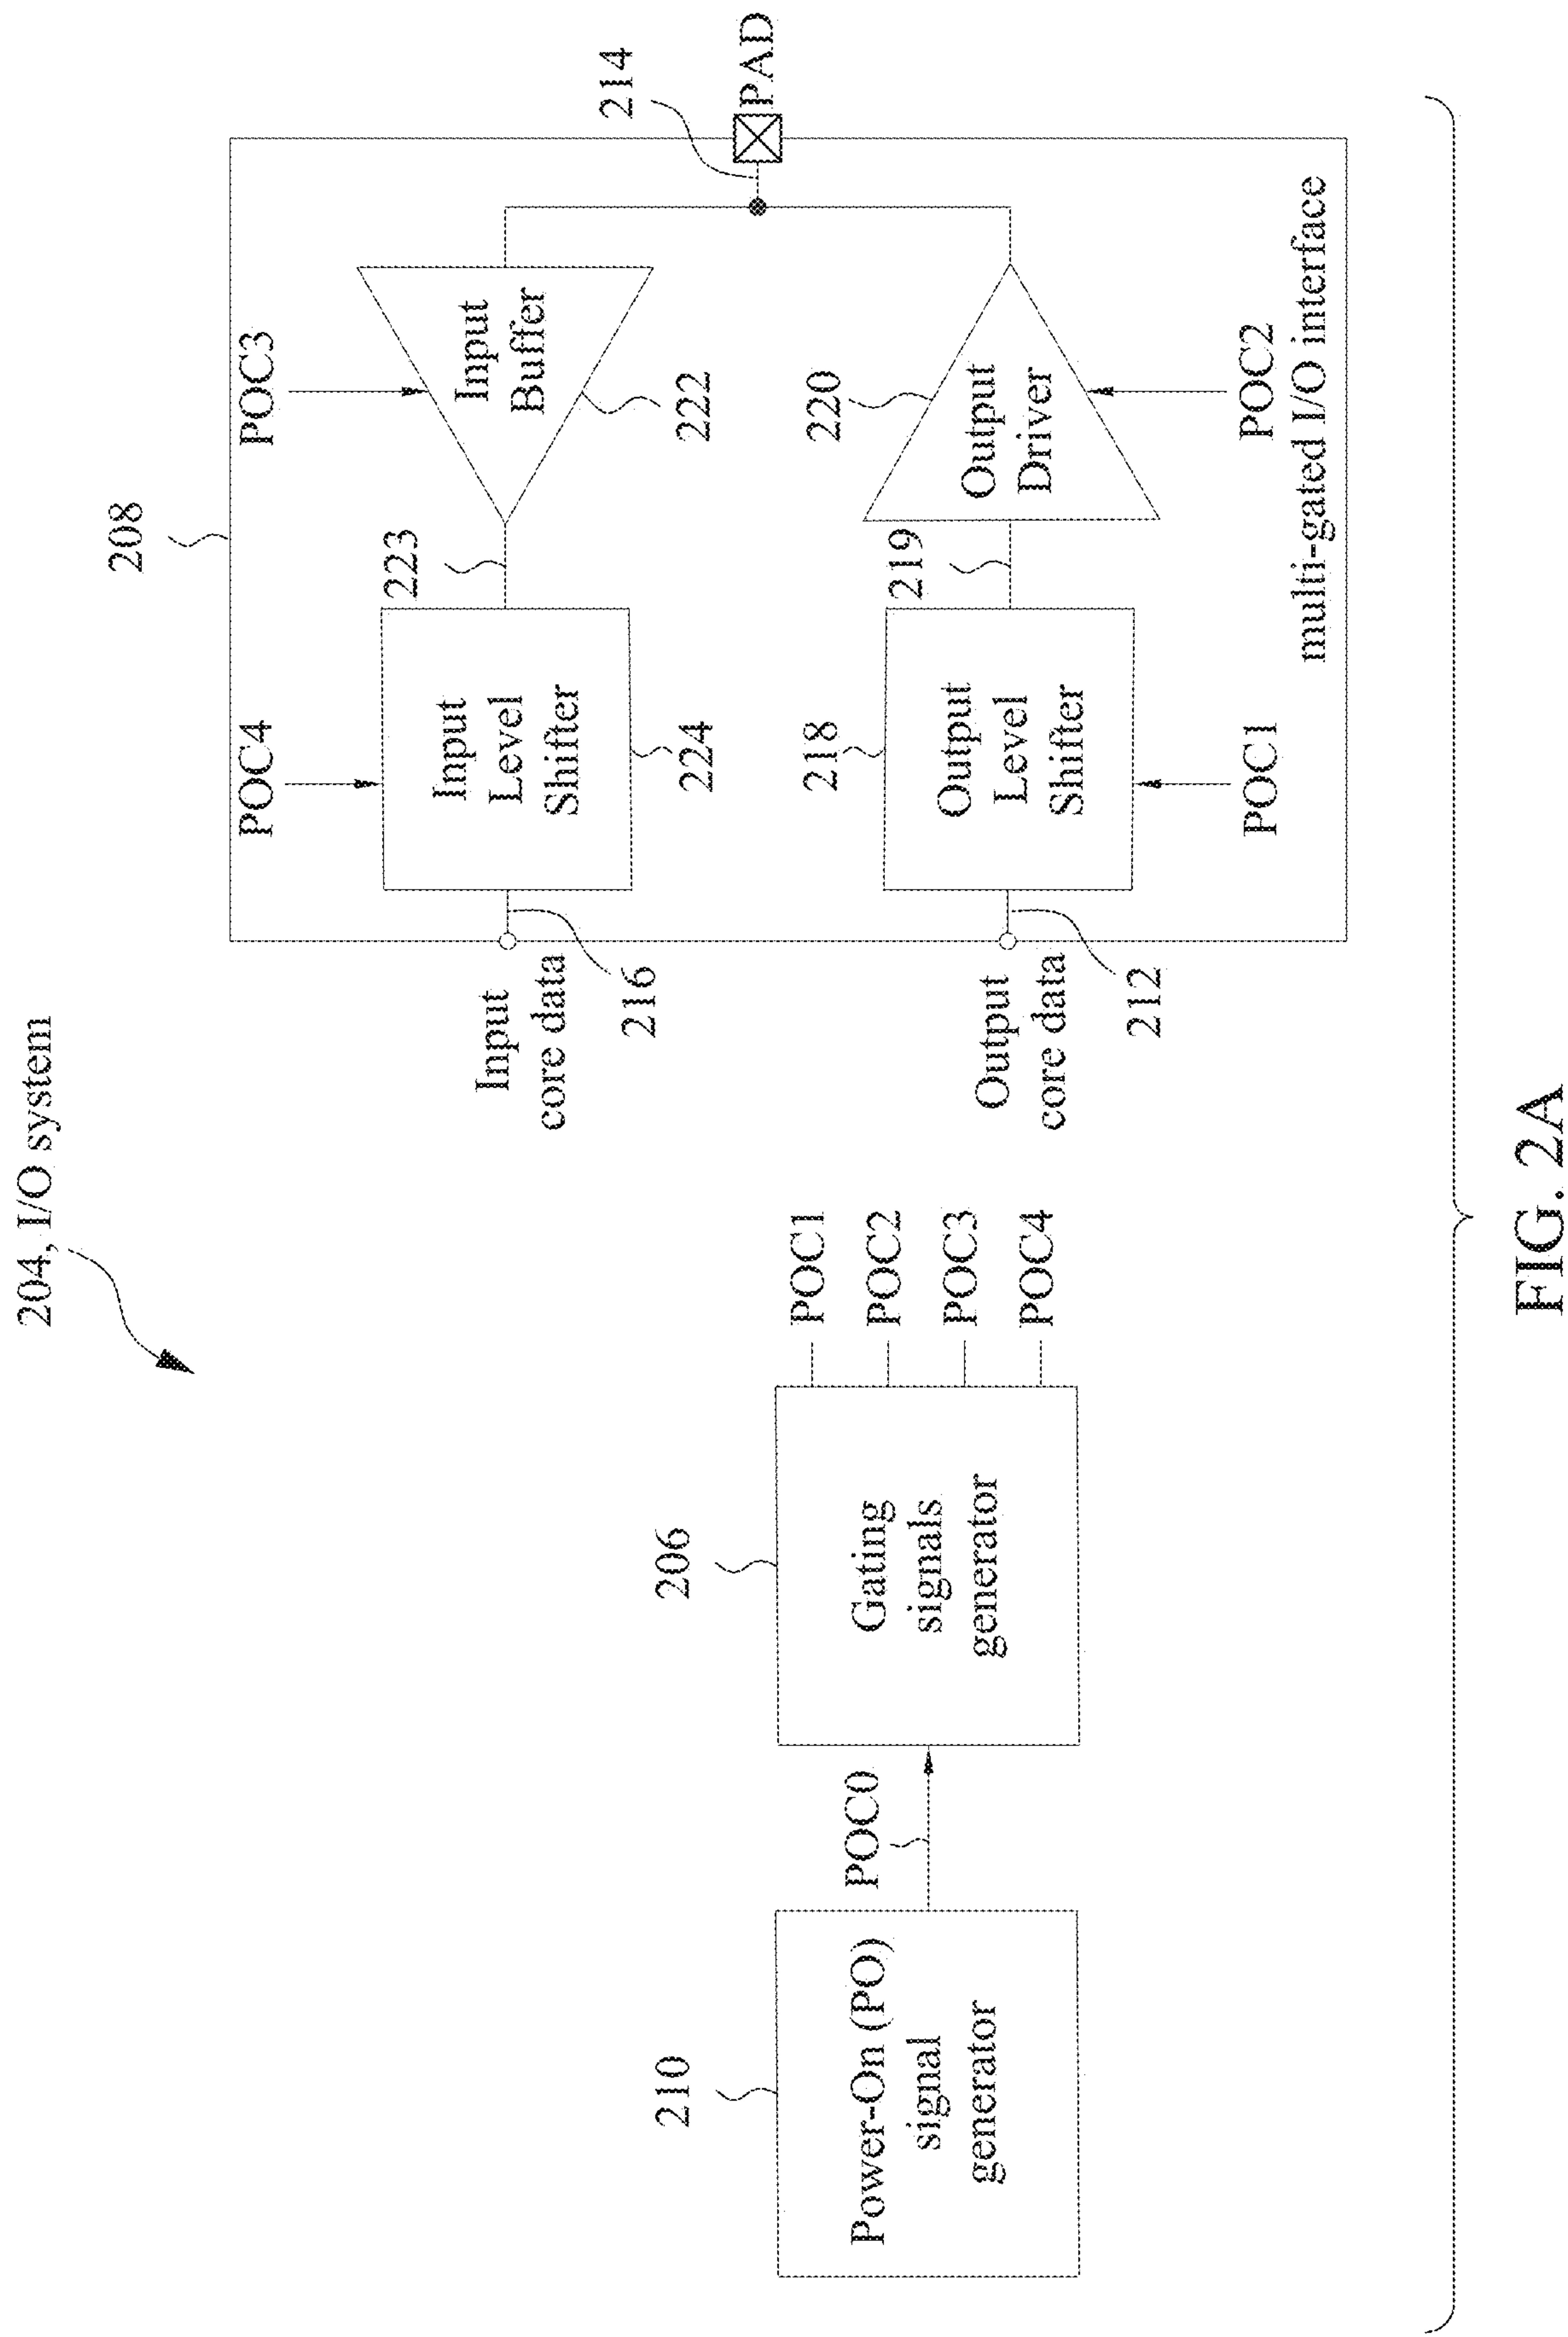 204, I/O system
210
Power-On (PO)
signal
generator
POC0
206
Gating
signals
generator
POC1
POC2
POC3
POC4
208
POC4
POC3
Input
core data
216
Input
Level
Shifter
224
223
Input
Buffer
222
214
PAD
Output
core data
212
218
Output
Level
Shifter
219
220
Output
Driver
POC1
POC2
multi-gated I/O interface
FIG. 2A